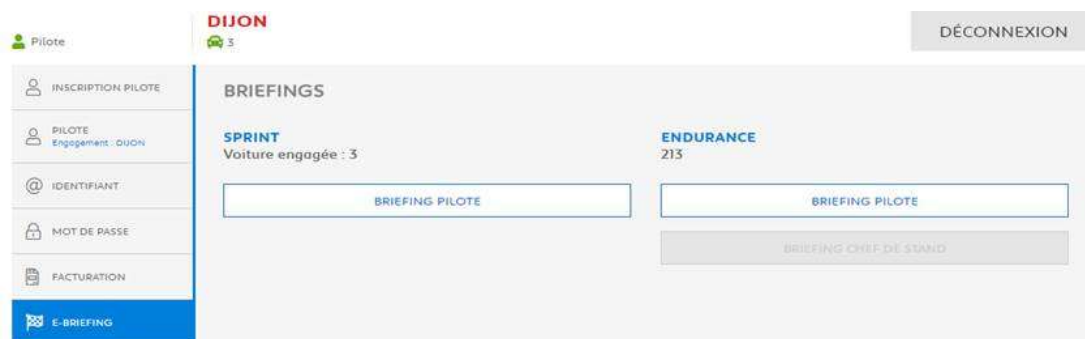 Pilote
DIJON
3
DÉCONNEXION
INSCRIPTION PILOTE
PILOTE
Engagement : DIJON
IDENTIFIANT
MOT DE PASSE
FACTURATION
E-BRIEFING
BRIEFINGS
SPRINT
Voiture engagée : 3
BRIEFING PILOTE
ENDURANCE
213
BRIEFING PILOTE
BRIEFING CHEF DE STAND